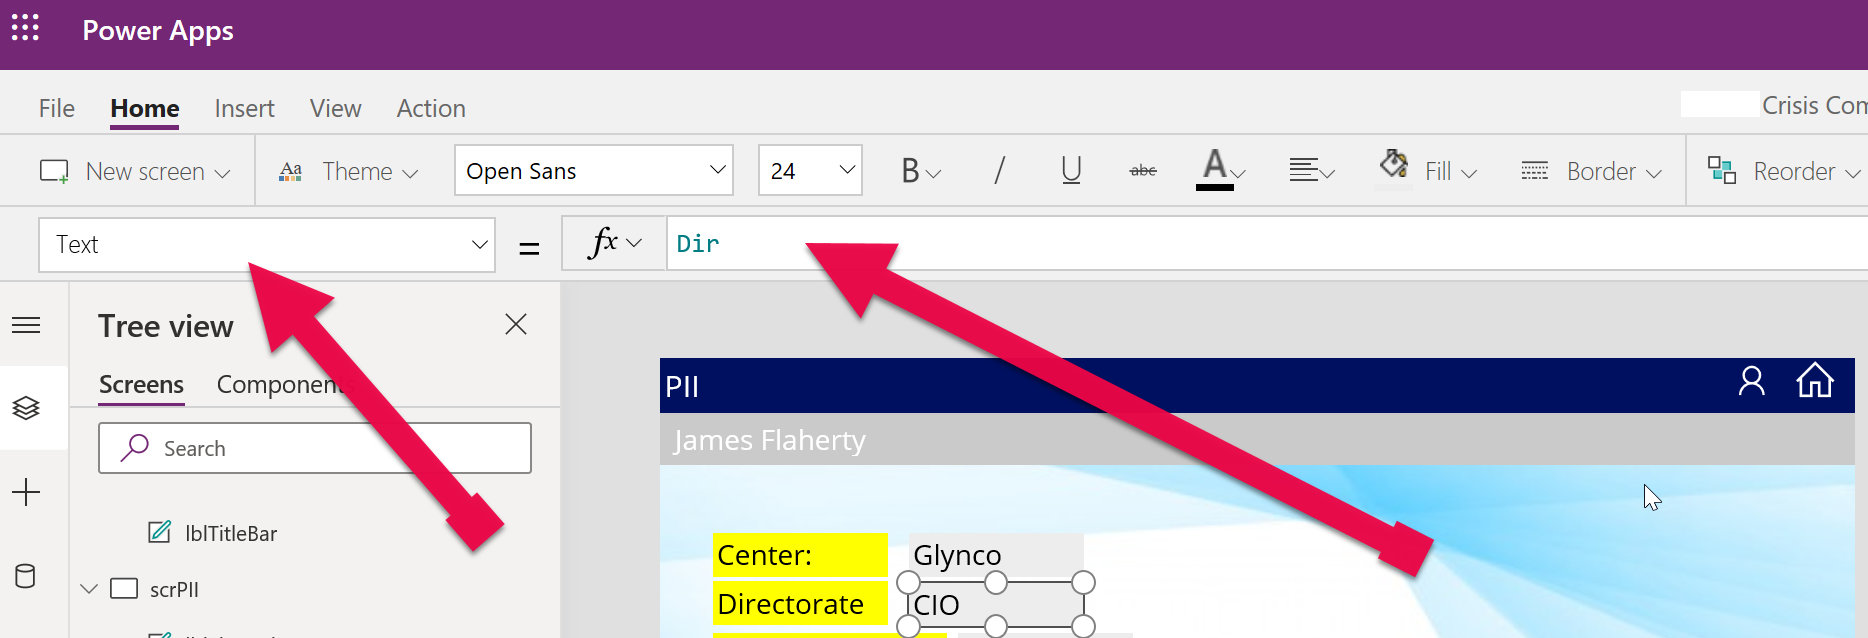 Power Apps
File Home Insert View Action
Crisis Com
New screen Aa Theme Open Sans 24 B / U abc A Fill Border Reorder
Text = fx Dir
Tree view
Screens Component
Search
lblTitleBar
scrPII
PII
James Flaherty
Center: Glynco
Directorate CIO